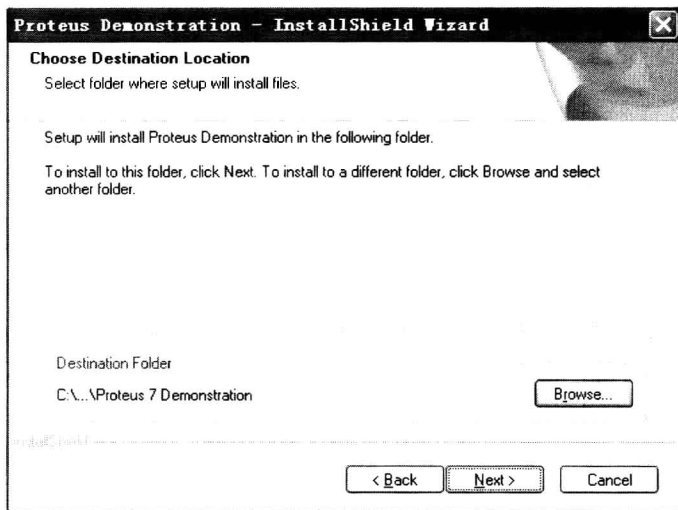 Proteus Demonstration - InstallShield Wizard
Choose Destination Location
Select folder where setup will install files.
Setup will install Proteus Demonstration in the following folder.
To install to this folder, click Next. To install to a different folder, click Browse and select
another folder.
Destination Folder
C:\...\Proteus 7 Demonstration
Browse...
< Back
Next >
Cancel